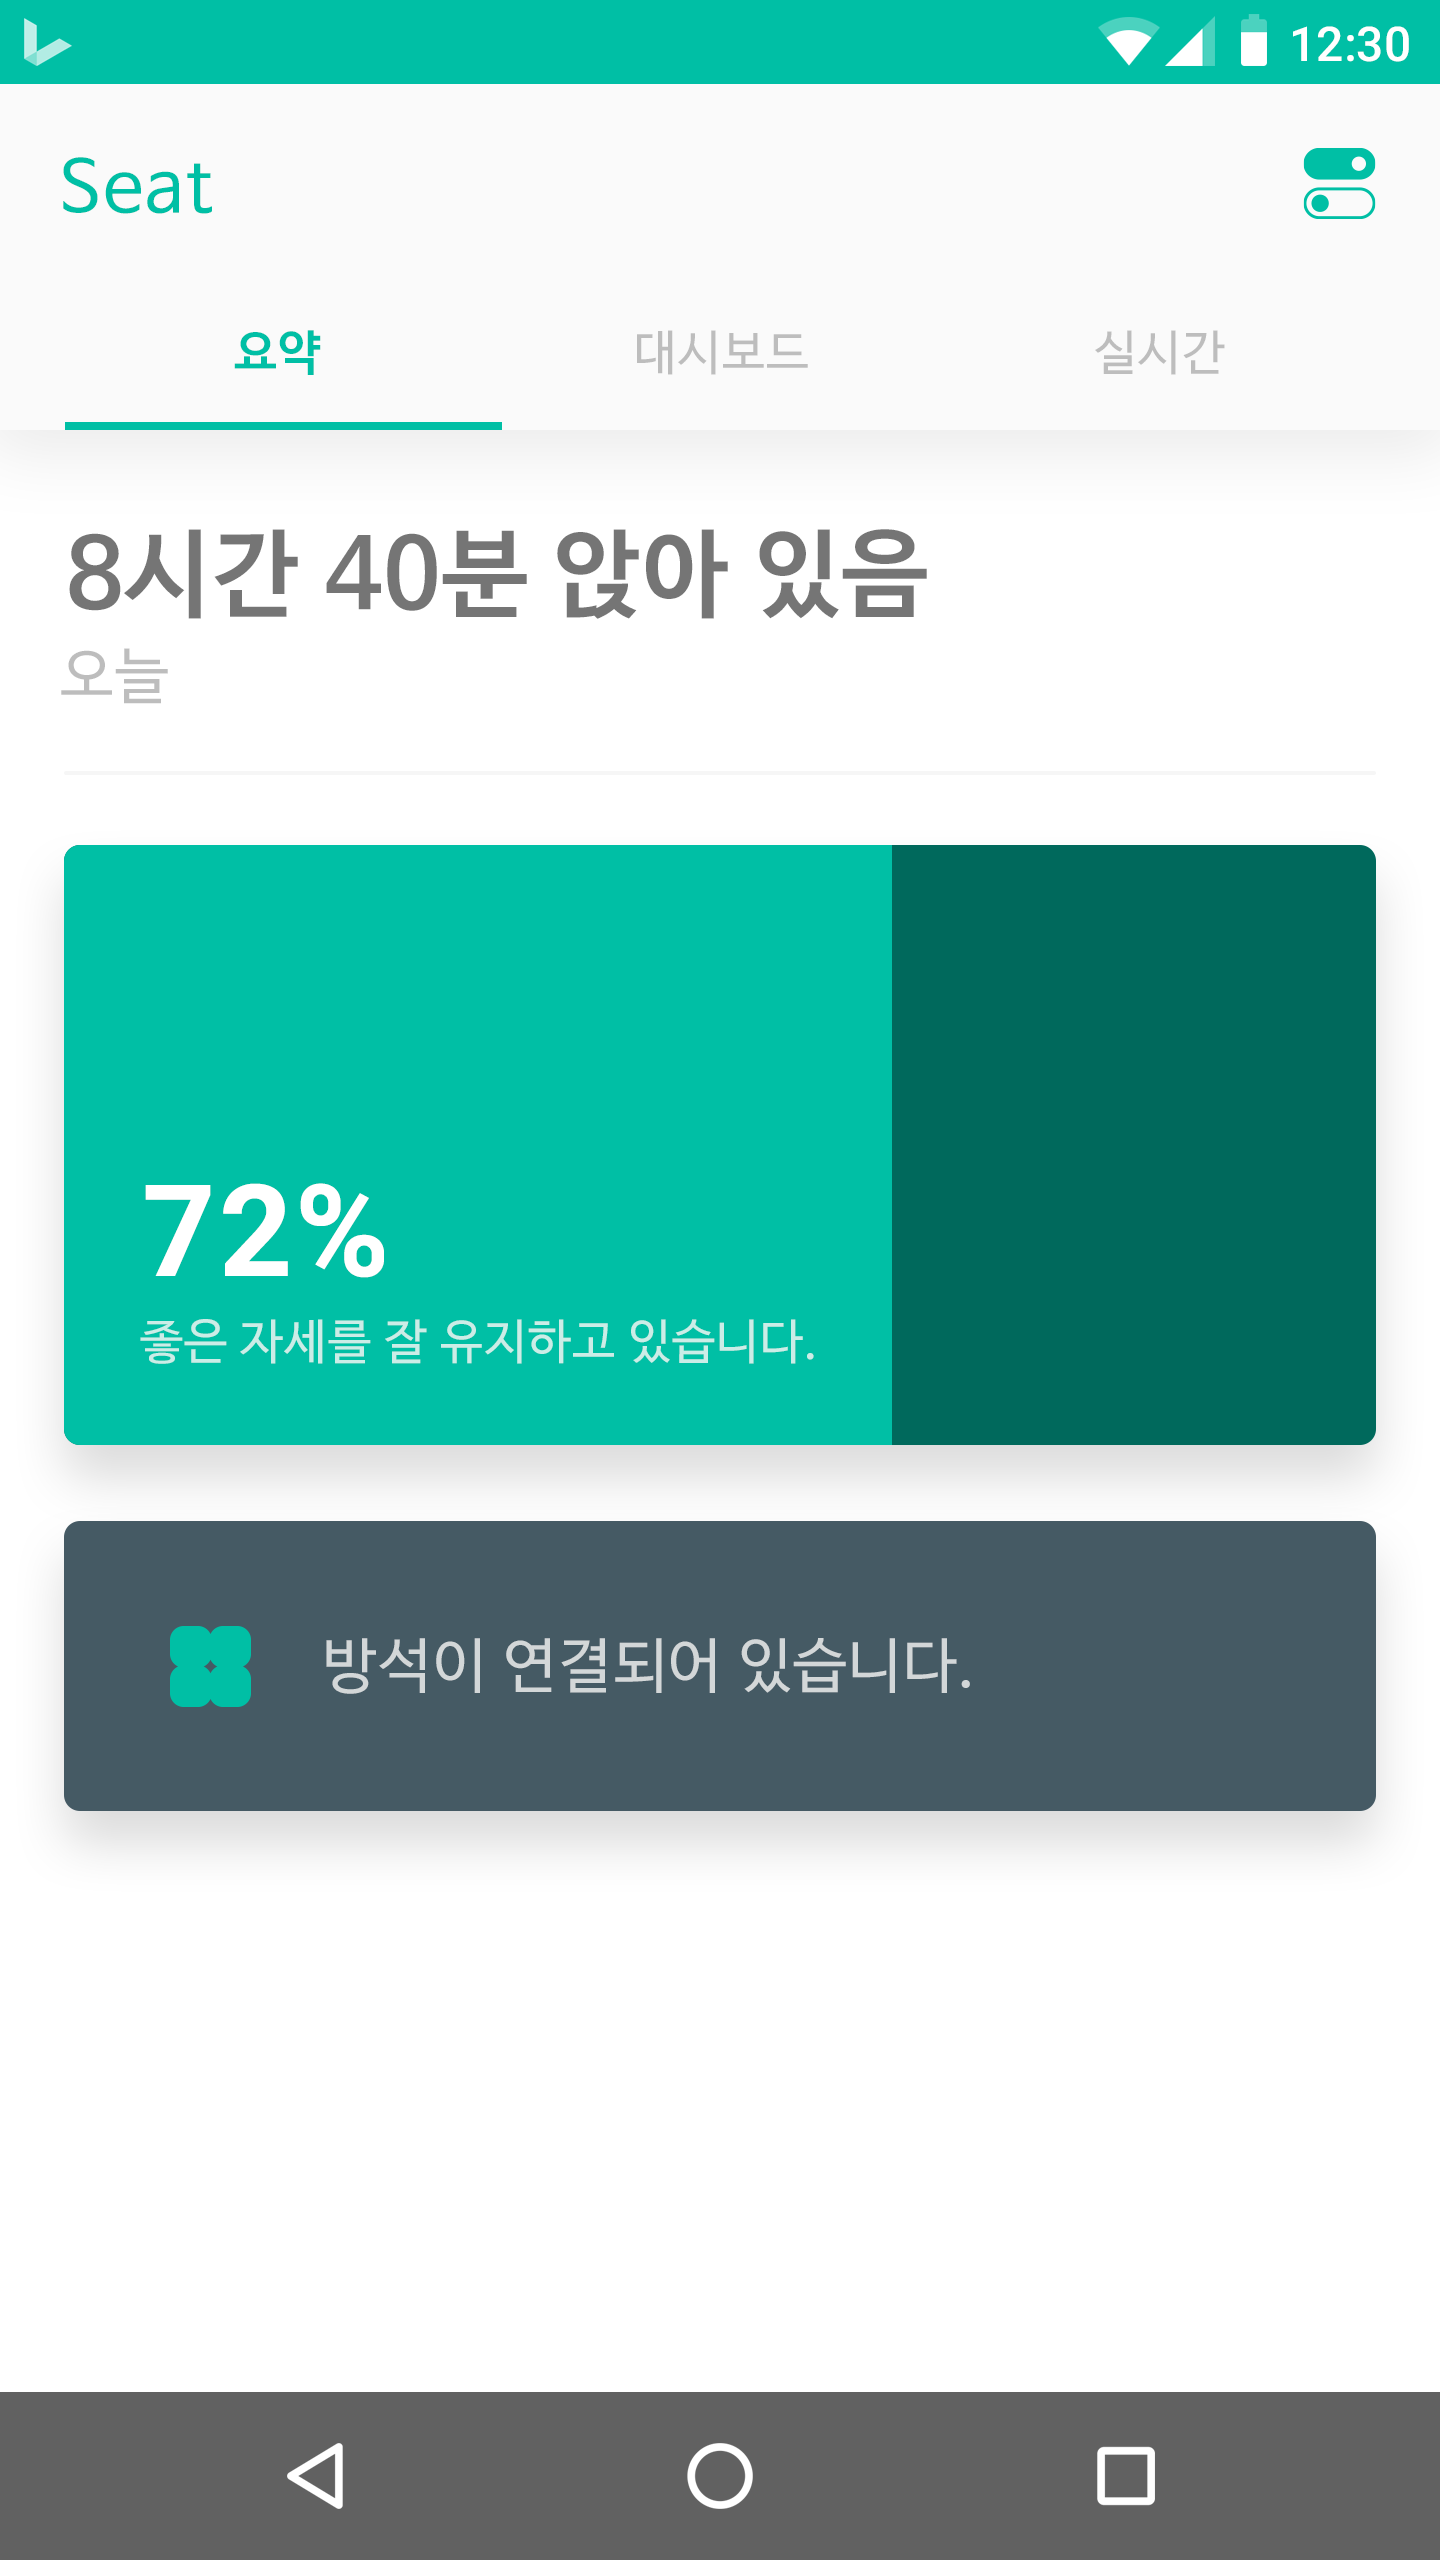 12:30
Seat
요약 대시보드 실시간
8시간 40분 앉아 있음
오늘
72%
좋은 자세를 잘 유지하고 있습니다.
방석이 연결되어 있습니다.